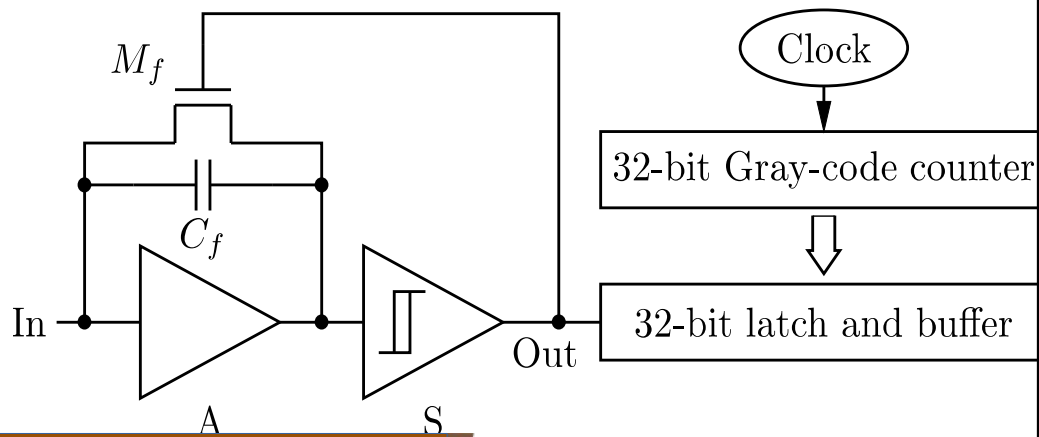 M_f
Clock
32-bit Gray-code counter
C_f
In
32-bit latch and buffer
Out
A
S